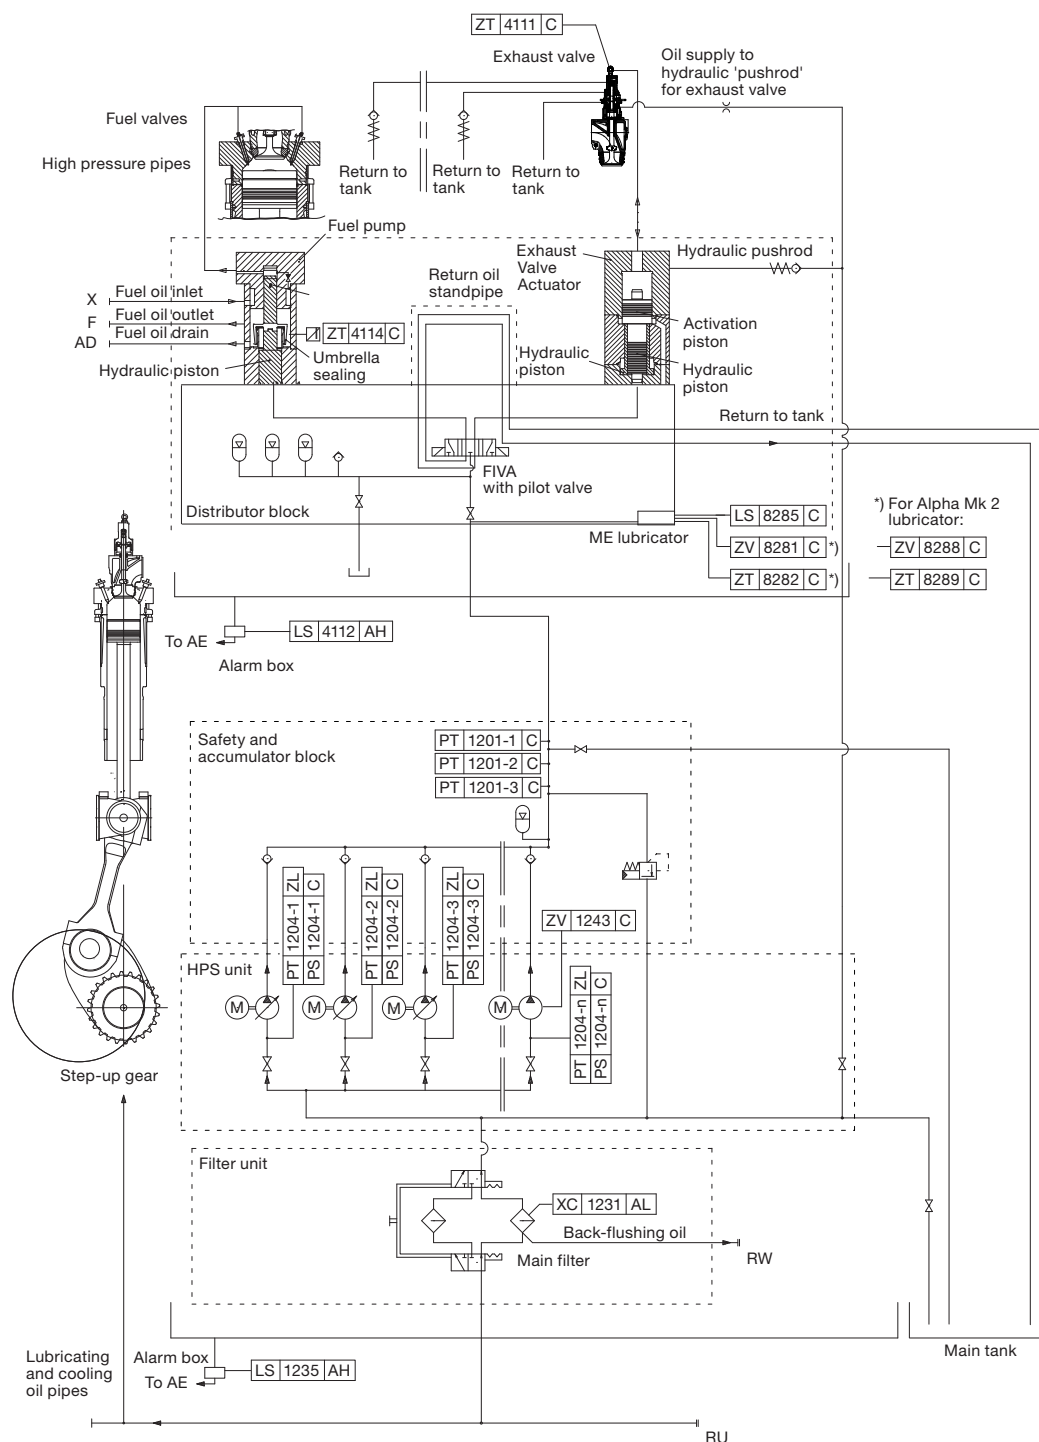 ZT 4111 C
Exhaust valve
Oil supply to
hydraulic 'pushrod'
for exhaust valve
Fuel valves
High pressure pipes
Return to
tank
Return to
tank
Return to
tank
Fuel pump
Exhaust
Valve
Actuator
Hydraulic pushrod
Return oil
standpipe
X
Fuel oil inlet
F
Fuel oil outlet
AD
Fuel oil drain
ZT 4114 C
Umbrella
sealing
Hydraulic piston
Activation
piston
Hydraulic
piston
Hydraulic
piston
Return to tank
FIVA
with pilot valve
Distributor block
ME lubricator
LS 8285 C
ZV 8281 C *)
ZT 8282 C *)
*) For Alpha Mk 2
lubricator:
ZV 8288 C
ZT 8289 C
To AE
LS 4112 AH
Alarm box
Safety and
accumulator block
PT 1201-1 C
PT 1201-2 C
PT 1201-3 C
PT 1204-1 ZL
PS 1204-1 C
PT 1204-2 ZL
PS 1204-2 C
PT 1204-3 ZL
PS 1204-3 C
ZV 1243 C
HPS unit
M
M
M
M
PT 1204-n ZL
PS 1204-n C
Step-up gear
Filter unit
XC 1231 AL
Back-flushing oil
Main filter
RW
Main tank
Lubricating
and cooling
oil pipes
Alarm box
To AE
LS 1235 AH
RU